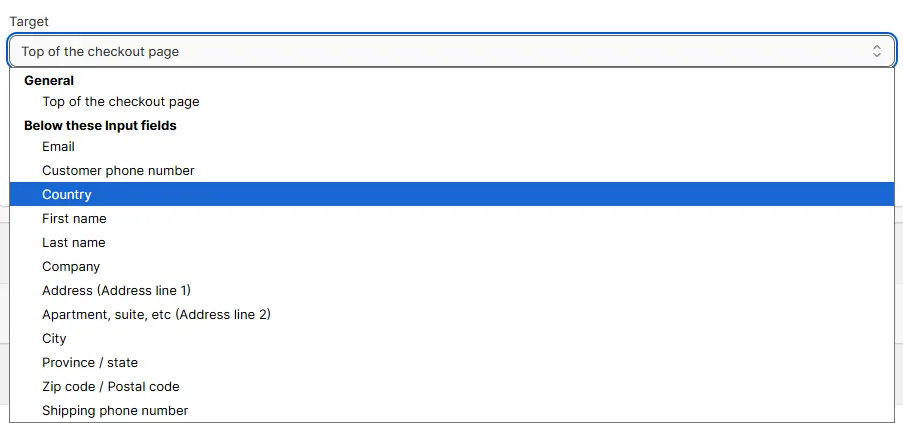 Target
Top of the checkout page
General
Top of the checkout page
Below these Input fields
Email
Customer phone number
Country
First name
Last name
Company
Address (Address line 1)
Apartment, suite, etc (Address line 2)
City
Province / state
Zip code / Postal code
Shipping phone number